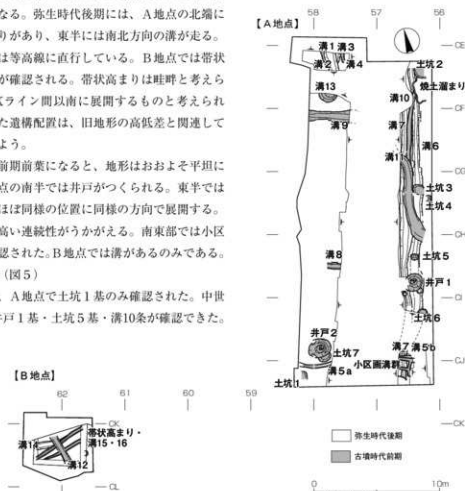 なる。弥生時代後期には、A地点の北端に
りがあり、東半には南北方向の溝が走る。
は等高線に直行している。B地点では帯状
が確認される。帯状高まりは畦畔と考えら
ライン間以南に展開するものと考えられ
た遺構配置は、旧地形の高低差と関連して
よう。
前期前葉になると、地形はおおよそ平坦に
点の南半では井戸がつくられる。東半では
ほぼ同様の位置に同様の方向で展開する。
高い連続性がうかがえる。南東部では小区
認された。B地点では溝があるのみである。
（図5）
、A地点で土坑1基のみ確認された。中世
井戸1基・土坑5基・溝10条が確認できた。
【A地点】
58
57
56
溝1
溝3
溝2
溝4
土坑2
CE
焼土溜まり
溝13
溝10
CF
溝7
溝9
溝6
溝11
CG
土坑3
土坑4
CH
溝8
土坑5
井戸1
CI
土坑6
井戸2
土坑7
溝7
溝5b
小区画溝群
CJ
溝5a
土坑1
【B地点】
62
61
60
59
CK
CK
帯状高まり・
溝15・16
溝14
溝12
CL
弥生時代後期
古墳時代前期
0
10m